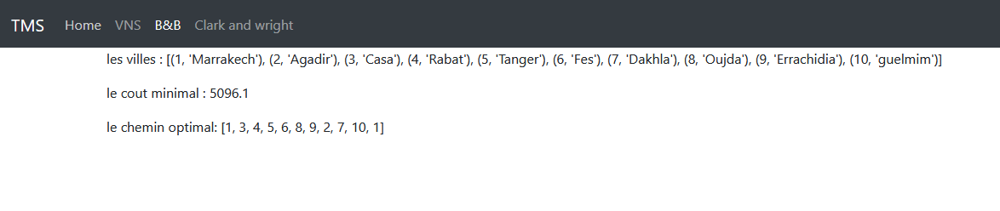 TMS Home VNS B&B Clark and wright
les villes : [(1, 'Marrakech'), (2, 'Agadir'), (3, 'Casa'), (4, 'Rabat'), (5, 'Tanger'), (6, 'Fes'), (7, 'Dakhla'), (8, 'Oujda'), (9, 'Errachidia'), (10, 'guelmim')]
le cout minimal : 5096.1
le chemin optimal: [1, 3, 4, 5, 6, 8, 9, 2, 7, 10, 1]